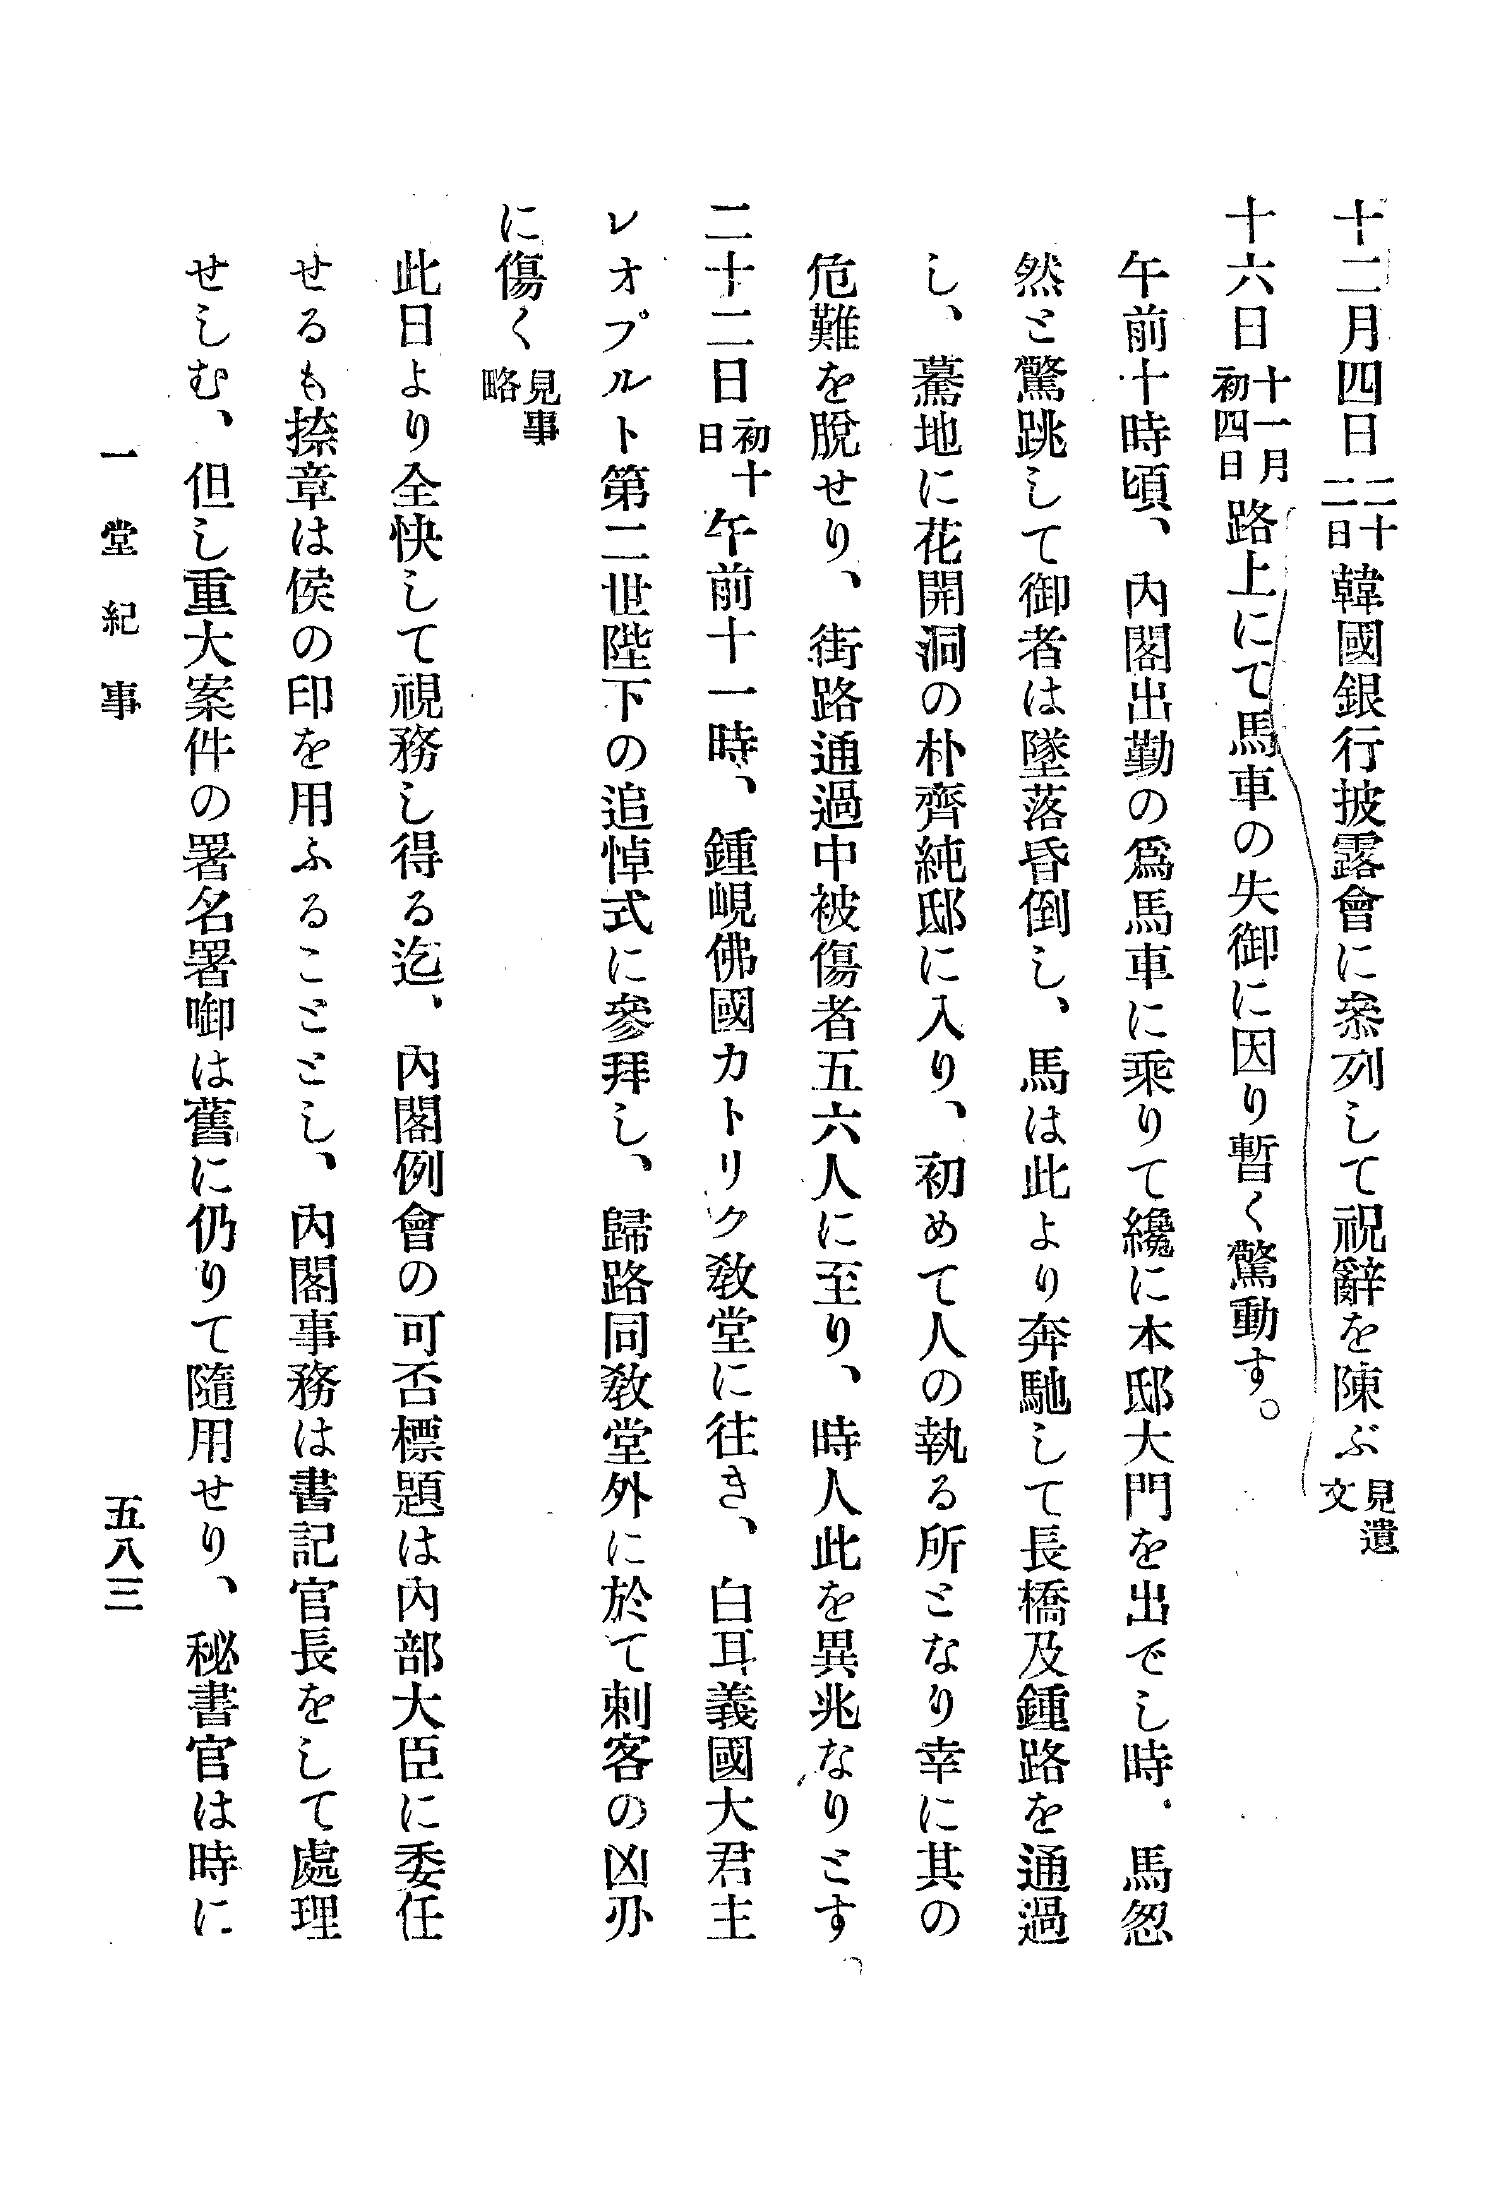 十二月四日二十二日韓國銀行披露會に叅列して祝辭を陳ぶ見遺文
十六日十一月初四日路上にて馬車の失御に因り暫く驚動す。
午前十時頃、內閣出勤の爲馬車に乘りて纔に本邸大門を出でし時、馬怱
然と驚跳して御者は墜落昏倒し、馬は此より奔馳して長橋及鍾路を通過
し、驀地に花開洞の朴齊純邸に入り、初めて人の執る所となり幸に其の
危難を脫せり、街路通過中被傷者五六人に至り、時人此を異兆なりとす。
二十二日初十日午前十一時、鍾峴佛國カトリク敎堂に往き、白耳義國大君主
レオプルト第二世陛下の追悼式に參拜し、歸路同敎堂外に於て刺客の凶刅
に傷く見事略
此日より全快して視務し得る迄、內閣例會の可否標題は內部大臣に委任
せるも捺章は侯の印を用ふることとし、內閣事務は書記官長をして處理
せしむ、但し重大案件の署名署啣は舊に仍りて隨用せり、秘書官は時に
一堂紀事
五八三